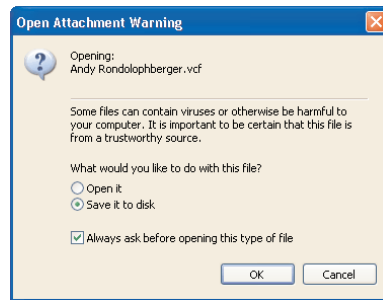 Open Attachment Warning
Opening:
Andy Rondolophberger.vcf
Some files can contain viruses or otherwise be harmful to
your computer. It is important to be certain that this file is
from a trustworthy source.
What would you like to do with this file?
Open it
Save it to disk
Always ask before opening this type of file
OK Cancel